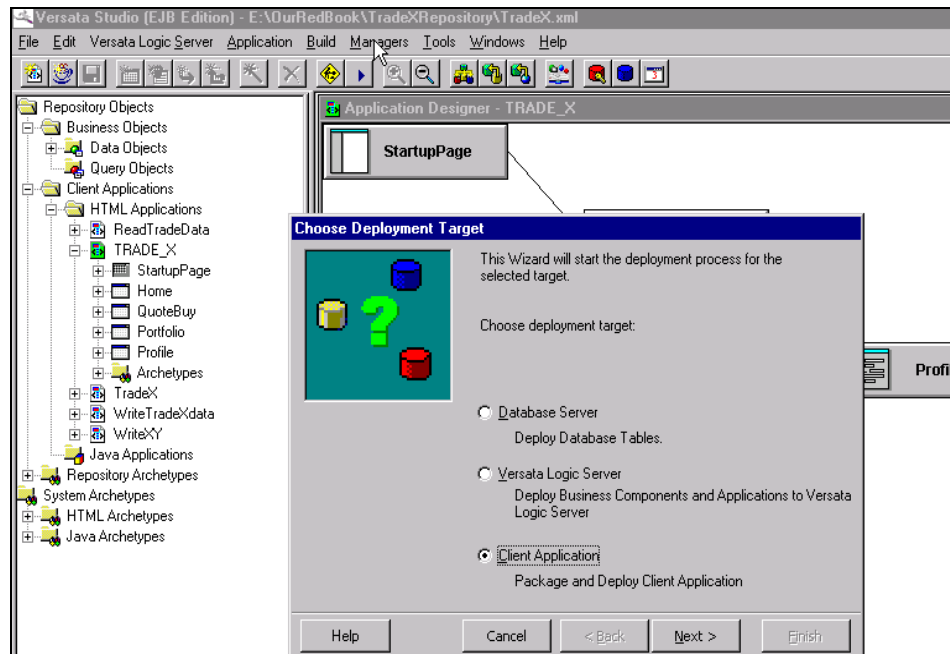 Versata Studio (EJB Edition) - E:\OurRedBook\TradeXRepository\TradeX.xml
File Edit Versata Logic Server Application Build Managers Tools Windows Help
Repository Objects
Business Objects
Data Objects
Query Objects
Client Applications
HTML Applications
ReadTradeData
TRADE_X
StartupPage
Home
QuoteBuy
Portfolio
Profile
Archetypes
TradeX
WriteTradeXdata
WriteXY
Java Applications
Repository Archetypes
System Archetypes
HTML Archetypes
Java Archetypes
Application Designer - TRADE_X
StartupPage
Profi
Choose Deployment Target
This Wizard will start the deployment process for the
selected target.
Choose deployment target:
Database Server
Deploy Database Tables.
Versata Logic Server
Deploy Business Components and Applications to Versata
Logic Server
Client Application
Package and Deploy Client Application
Help Cancel < Back Next > Finish